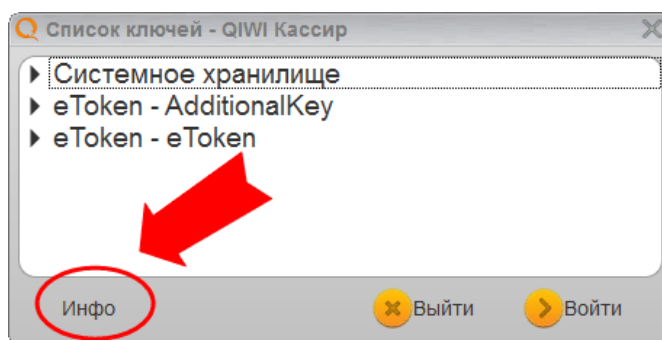 Список ключей - QIWI Кассир
Системное хранилище
eToken - AdditionalKey
eToken - eToken
Инфо
Выйти
Войти